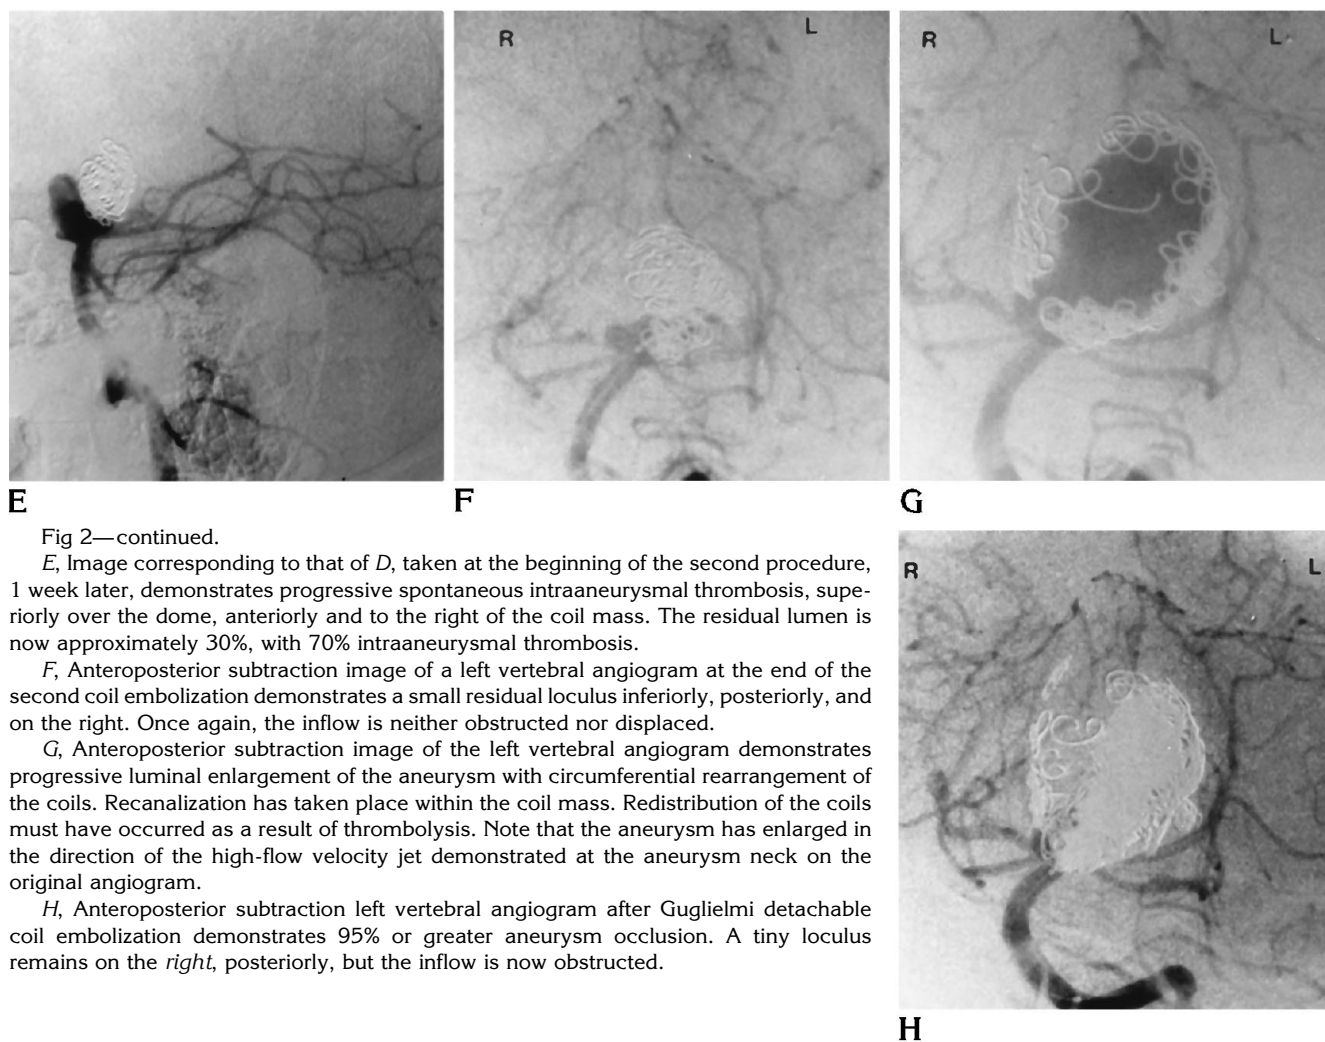 R
L
R
L
E
F
G
Fig 2—continued.
E, Image corresponding to that of D, taken at the beginning of the second procedure,
1 week later, demonstrates progressive spontaneous intraaneurysmal thrombosis, supe-
riorly over the dome, anteriorly and to the right of the coil mass. The residual lumen is
now approximately 30%, with 70% intraaneurysmal thrombosis.
F, Anteroposterior subtraction image of a left vertebral angiogram at the end of the
second coil embolization demonstrates a small residual loculus inferiorly, posteriorly, and
on the right. Once again, the inflow is neither obstructed nor displaced.
G, Anteroposterior subtraction image of the left vertebral angiogram demonstrates
progressive luminal enlargement of the aneurysm with circumferential rearrangement of
the coils. Recanalization has taken place within the coil mass. Redistribution of the coils
must have occurred as a result of thrombolysis. Note that the aneurysm has enlarged in
the direction of the high-flow velocity jet demonstrated at the aneurysm neck on the
original angiogram.
H, Anteroposterior subtraction left vertebral angiogram after Guglielmi detachable
coil embolization demonstrates 95% or greater aneurysm occlusion. A tiny loculus
remains on the right, posteriorly, but the inflow is now obstructed.
R
L
H